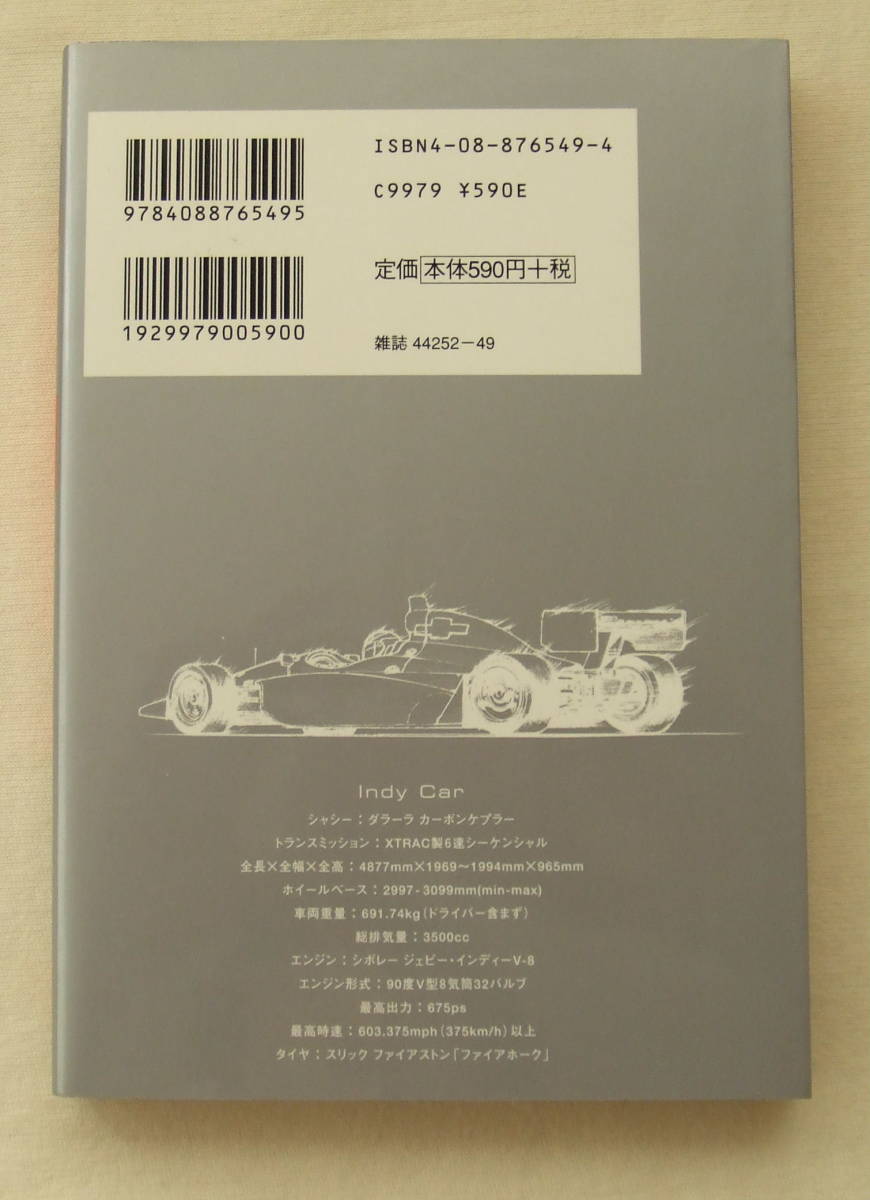 ISBN4-08-876549-4
9784088765495
C9979 ¥590E
定価 本体590円+税
1929979005900
雑誌 44252-49
Indy Car
シャシー：ダラーラ カーボンケブラー
トランスミッション：XTRAC製6速シーケンシャル
全長×全幅×全高：4877mm×1969〜1994mm×965mm
ホイールベース：2997-3099mm(min-max)
車両重量：691.74kg(ドライバー含まず)
総排気量：3500cc
エンジン：シボレー ジェビー・インディーV-8
エンジン形式：90度V型8気筒32バルブ
最高出力：675ps
最高時速：603.375mph(375km/h)以上
タイヤ：スリック ファイアストン「ファイアホーク」